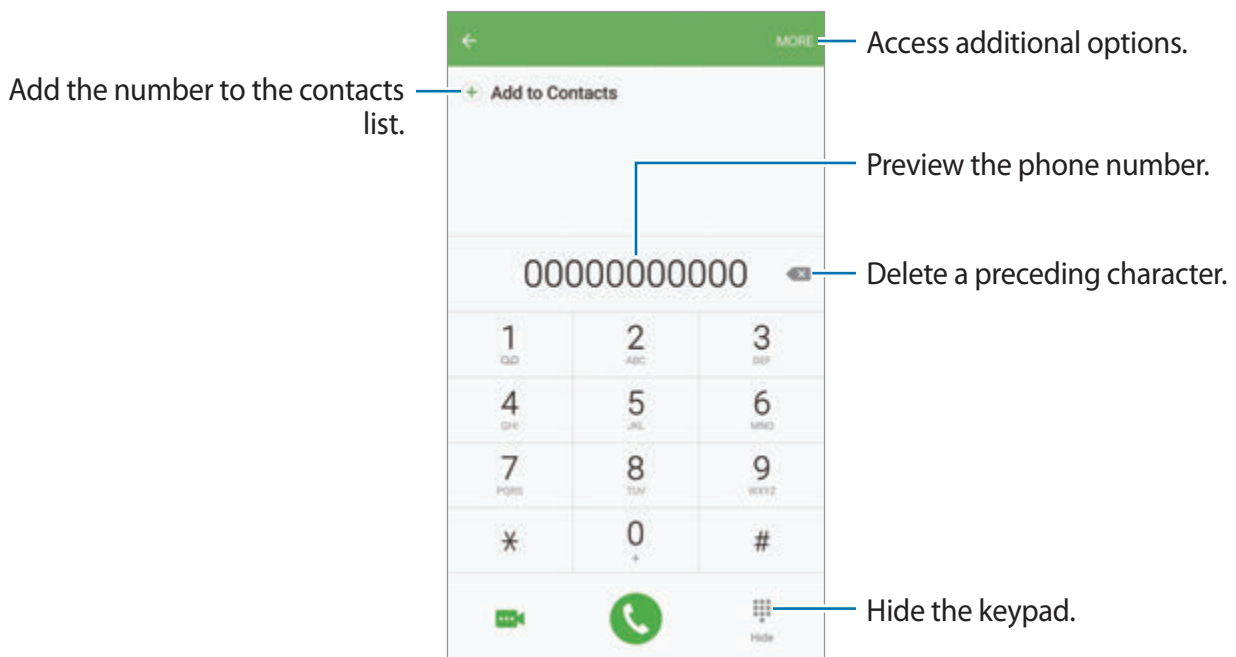 MORE
Access additional options.
Add the number to the contacts
list.
+ Add to Contacts
Preview the phone number.
00000000000
Delete a preceding character.
1 2 3
ABC DEF
4 5 6
GHI JKL MNO
7 8 9
PQRS TUV WXYZ
* 0 #
+
Hide the keypad.
Hide